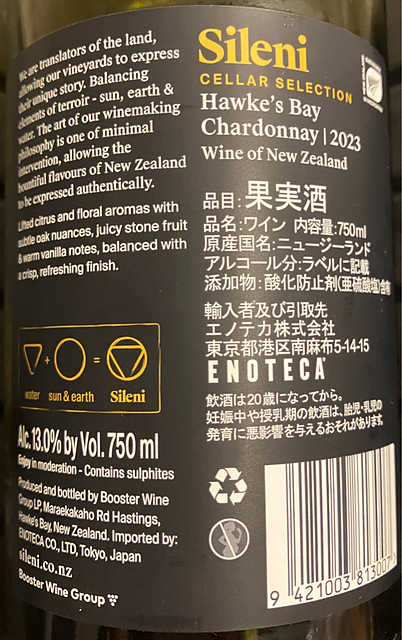 We are translators of the land,
allowing our vineyards to express
their unique story. Balancing
elements of terroir - sun, earth &
water. The art of our winemaking
philosophy is one of minimal
intervention, allowing the
bountiful flavours of New Zealand
to be expressed authentically.
Lifted citrus and floral aromas with
subtle oak nuances, juicy stone fruit
& warm vanilla notes, balanced with
a crisp, refreshing finish.
+ =
water sun & earth Sileni
Alc. 13.0% by Vol. 750 ml
Enjoy in moderation - Contains sulphites
Produced and bottled by Booster Wine
Group LP, Maraekakaho Rd Hastings,
Hawke's Bay, New Zealand. Imported by:
ENOTECA CO., LTD, Tokyo, Japan
sileni.co.nz
Booster Wine Group
Sileni
CELLAR SELECTION
Hawke's Bay
Chardonnay | 2023
Wine of New Zealand
品目:果実酒
品名:ワイン 内容量:750ml
原産国名:ニュージーランド
アルコール分:ラベルに記載
添加物:酸化防止剤(亜硫酸塩)含有
輸入者及び引取先
エノテカ株式会社
東京都港区南麻布5-14-15
ENOTECA
飲酒は20歳になってから。
妊娠中や授乳期の飲酒は、胎児・乳児の
発育に悪影響を与えるおそれがあります。
9 421003 813007